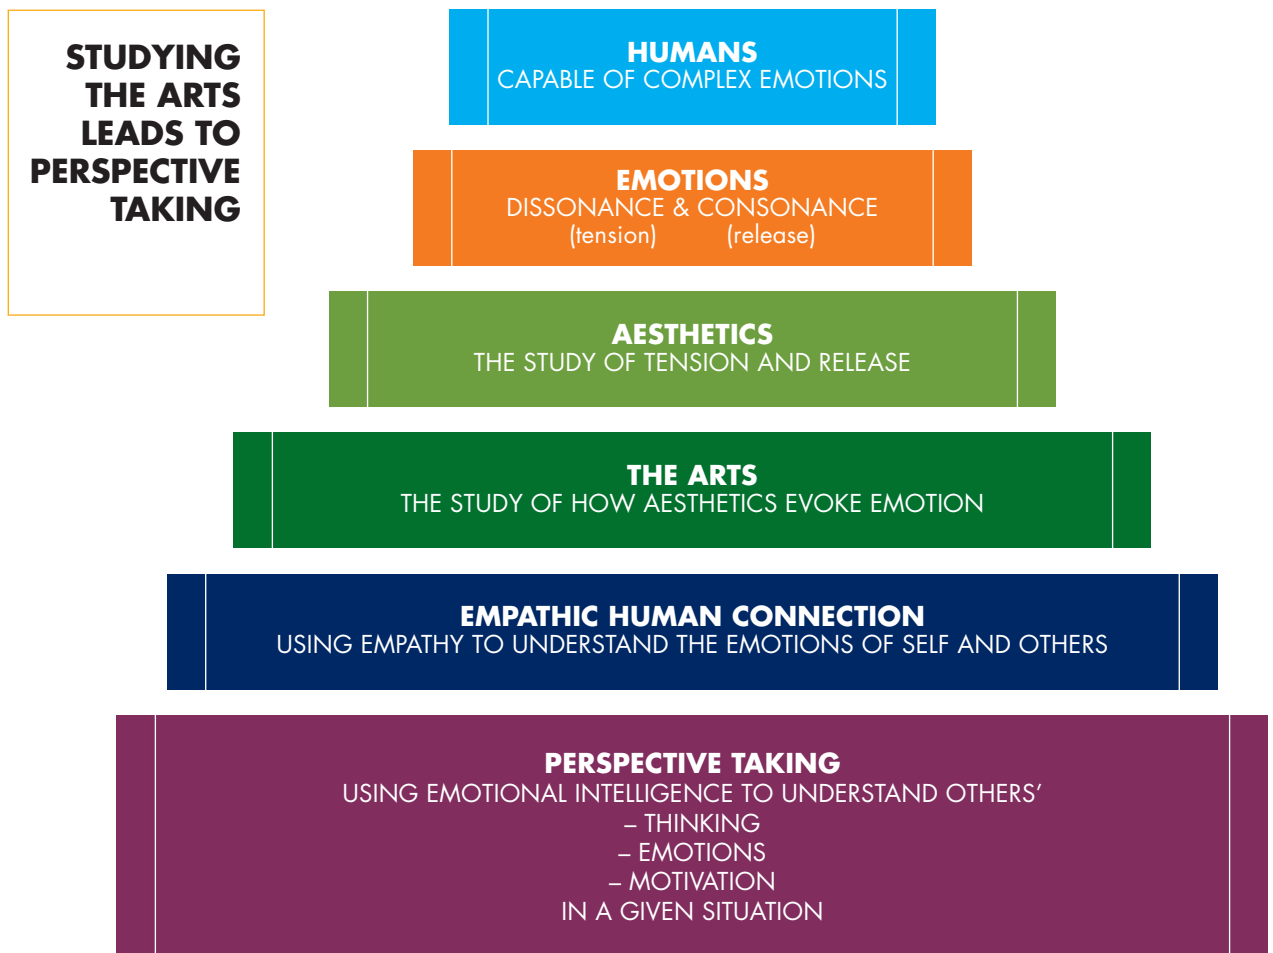 STUDYING
THE ARTS
LEADS TO
PERSPECTIVE
TAKING
HUMANS
CAPABLE OF COMPLEX EMOTIONS
EMOTIONS
DISSONANCE & CONSONANCE
(tension) (release)
AESTHETICS
THE STUDY OF TENSION AND RELEASE
THE ARTS
THE STUDY OF HOW AESTHETICS EVOKE EMOTION
EMPATHIC HUMAN CONNECTION
USING EMPATHY TO UNDERSTAND THE EMOTIONS OF SELF AND OTHERS
PERSPECTIVE TAKING
USING EMOTIONAL INTELLIGENCE TO UNDERSTAND OTHERS’
– THINKING
– EMOTIONS
– MOTIVATION
IN A GIVEN SITUATION